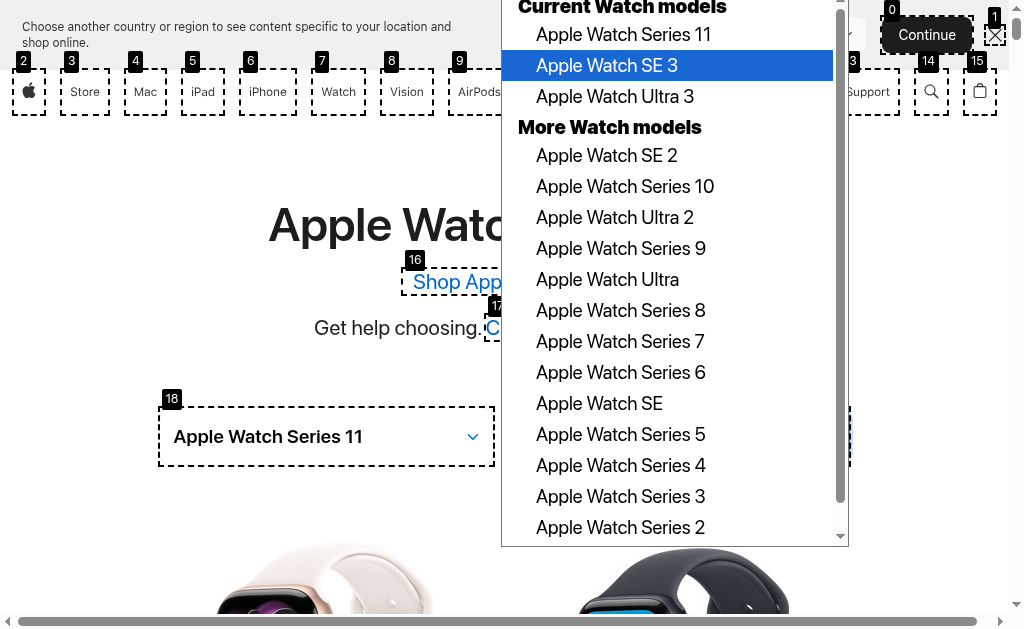 Choose another country or region to see content specific to your location and
shop online.
Continue
0
1
2
3
4
5
6
7
8
9
14
15
Store
Mac
iPad
iPhone
Watch
Vision
AirPods
Support
Apple Watc
16
Shop App
17
Get help choosing. C
18
Apple Watch Series 11
Current Watch models
Apple Watch Series 11
Apple Watch SE 3
Apple Watch Ultra 3
More Watch models
Apple Watch SE 2
Apple Watch Series 10
Apple Watch Ultra 2
Apple Watch Series 9
Apple Watch Ultra
Apple Watch Series 8
Apple Watch Series 7
Apple Watch Series 6
Apple Watch SE
Apple Watch Series 5
Apple Watch Series 4
Apple Watch Series 3
Apple Watch Series 2